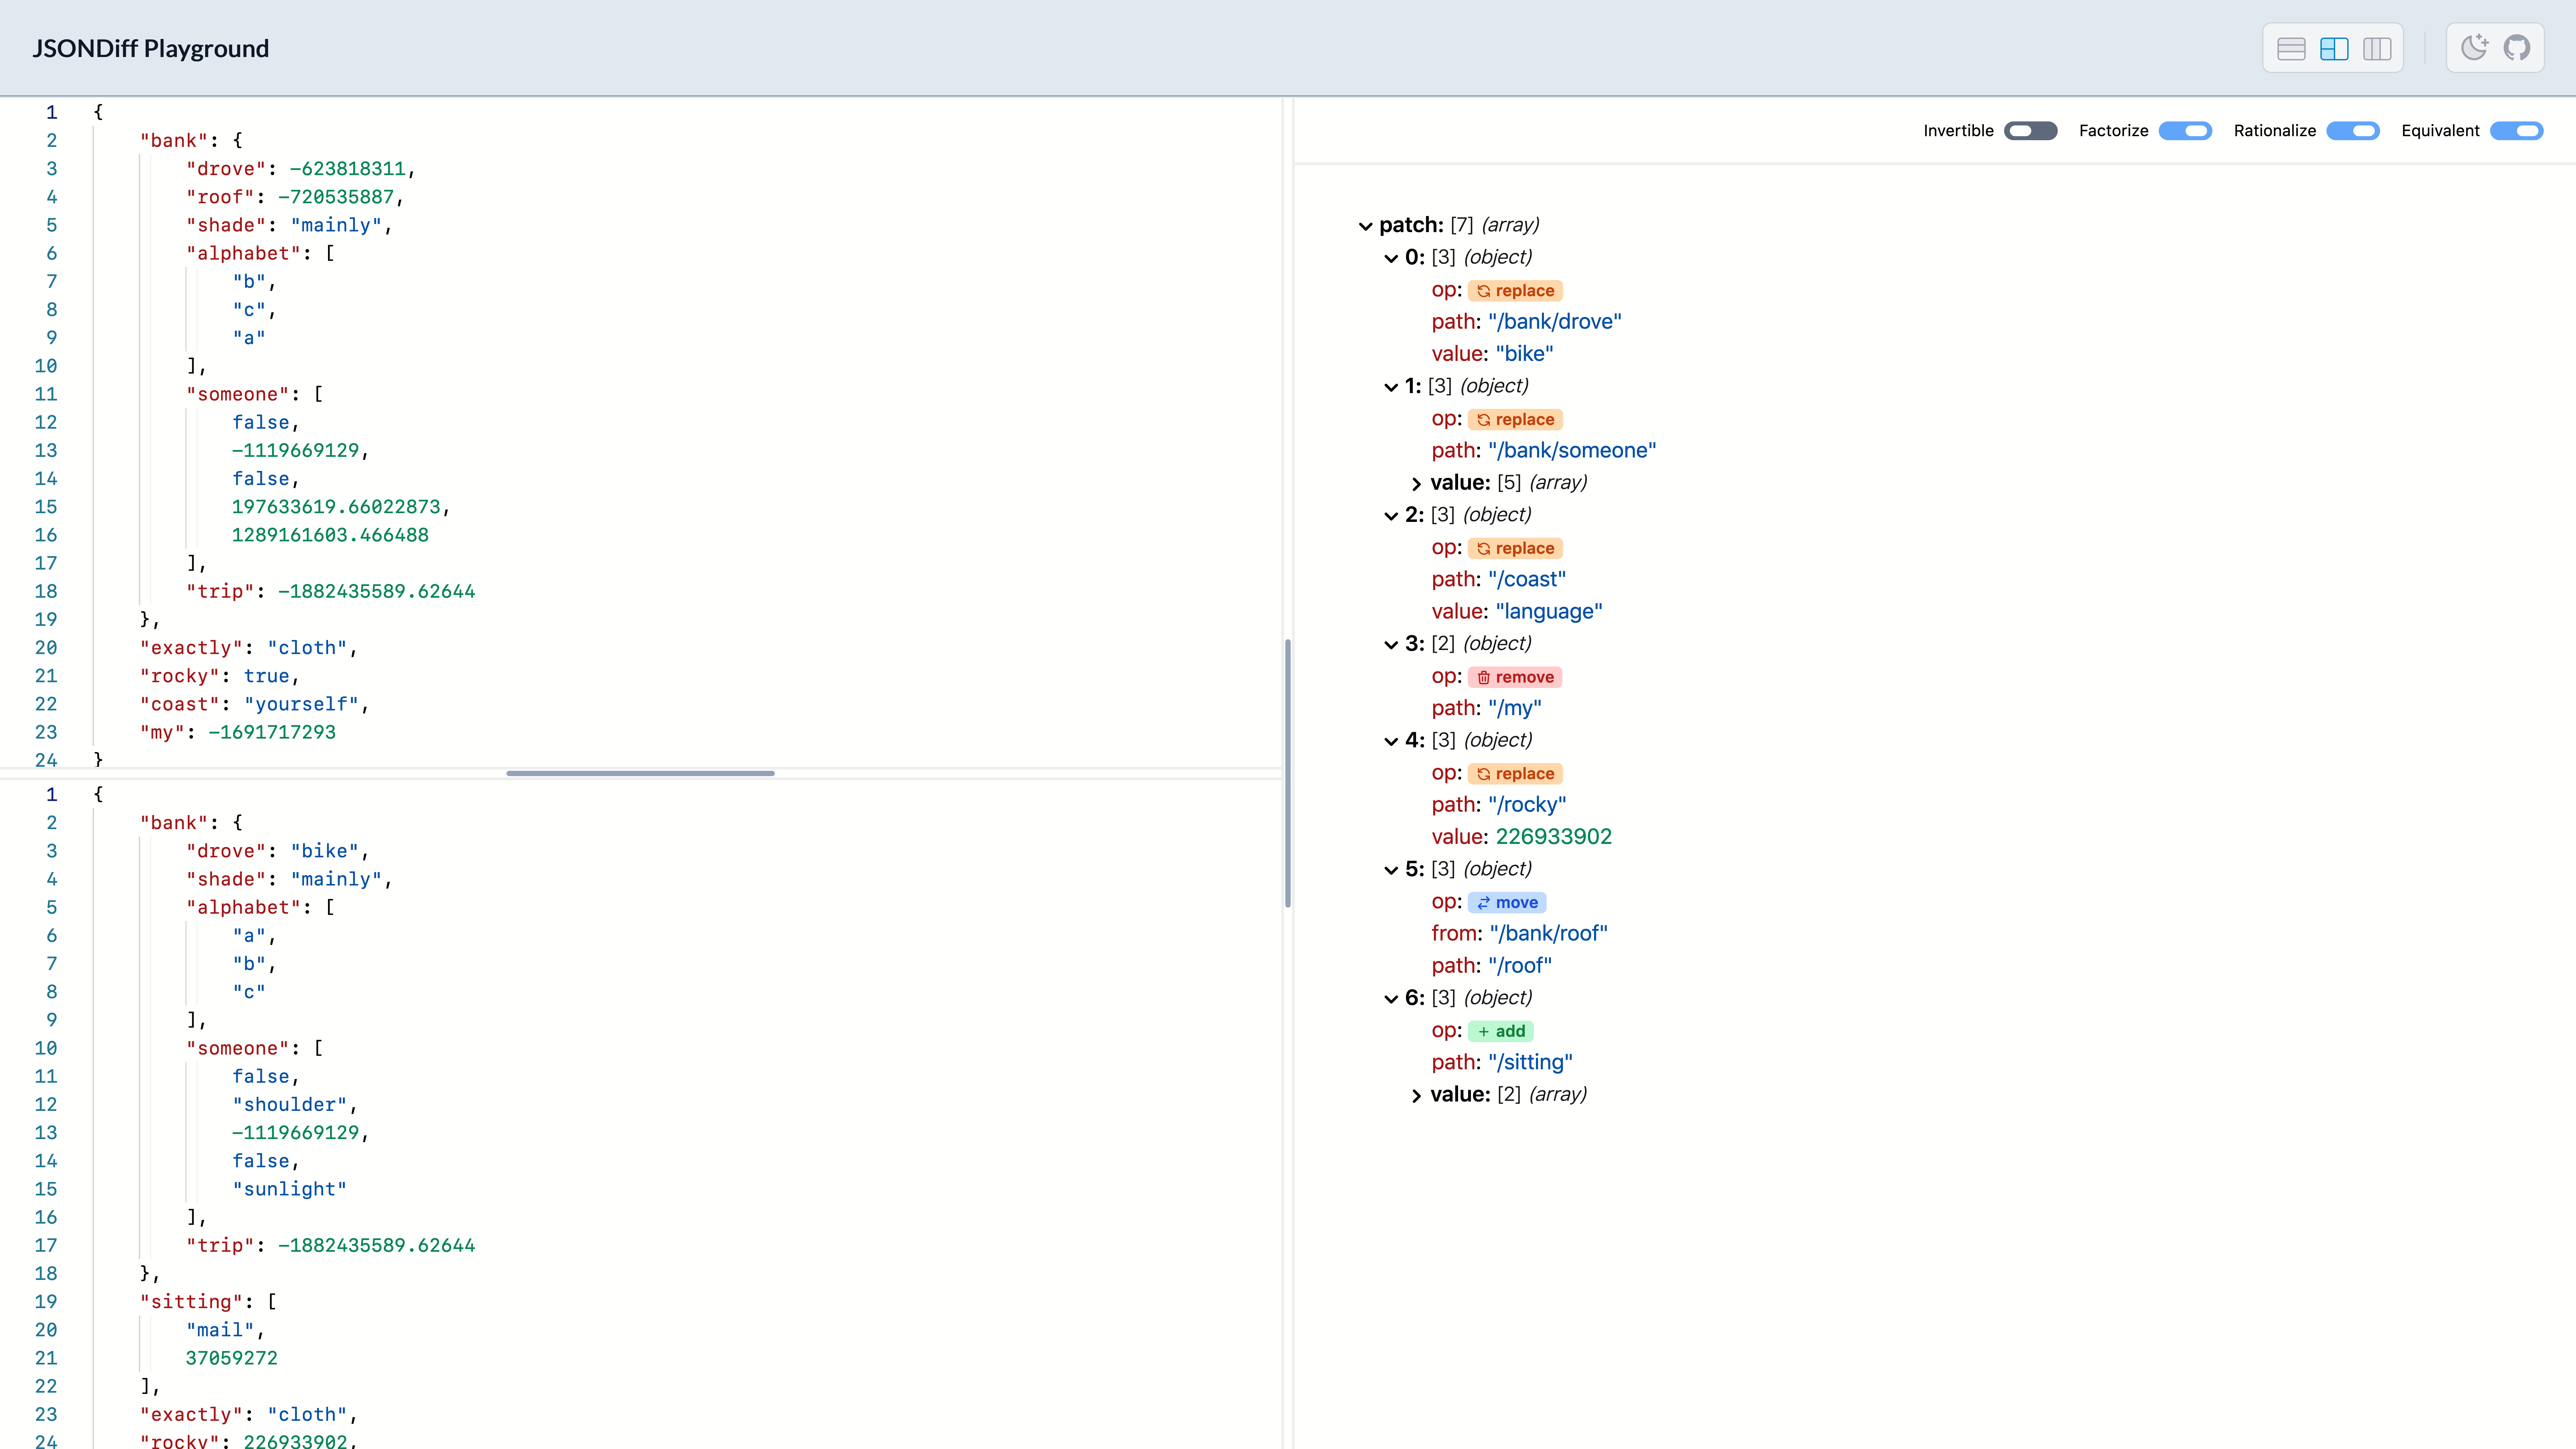 JSONDiff Playground
1 {
2 "bank": {
3 "drove": -623818311,
4 "roof": -720535887,
5 "shade": "mainly",
6 "alphabet": [
7 "b",
8 "c",
9 "a"
10 ],
11 "someone": [
12 false,
13 -1119669129,
14 false,
15 197633619.66022873,
16 1289161603.466488
17 ],
18 "trip": -1882435589.62644
19 },
20 "exactly": "cloth",
21 "rocky": true,
22 "coast": "yourself",
23 "my": -1691717293
24 }
1 {
2 "bank": {
3 "drove": "bike",
4 "shade": "mainly",
5 "alphabet": [
6 "a",
7 "b",
8 "c"
9 ],
10 "someone": [
11 false,
12 "shoulder",
13 -1119669129,
14 false,
15 "sunlight"
16 ],
17 "trip": -1882435589.62644
18 },
19 "sitting": [
20 "mail",
21 37059272
22 ],
23 "exactly": "cloth",
24 "rocky": 226933902,
Invertible Factorize Rationalize Equivalent
patch: [7] (array)
0: [3] (object)
op: replace
path: "/bank/drove"
value: "bike"
1: [3] (object)
op: replace
path: "/bank/someone"
value: [5] (array)
2: [3] (object)
op: replace
path: "/coast"
value: "language"
3: [2] (object)
op: remove
path: "/my"
4: [3] (object)
op: replace
path: "/rocky"
value: 226933902
5: [3] (object)
op: move
from: "/bank/roof"
path: "/roof"
6: [3] (object)
op: + add
path: "/sitting"
value: [2] (array)